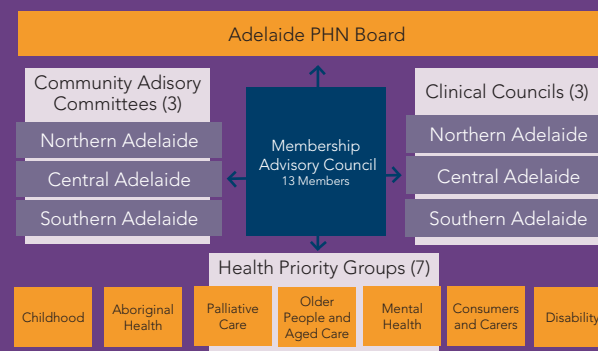 Adelaide PHN Board
Community Adisory
Committees (3)
Northern Adelaide
Central Adelaide
Southern Adelaide
Membership
Advisory Council
13 Members
Clinical Councils (3)
Northern Adelaide
Central Adelaide
Southern Adelaide
Health Priority Groups (7)
Childhood
Aboriginal
Health
Palliative
Care
Older
People and
Aged Care
Mental
Health
Consumers
and Carers
Disability